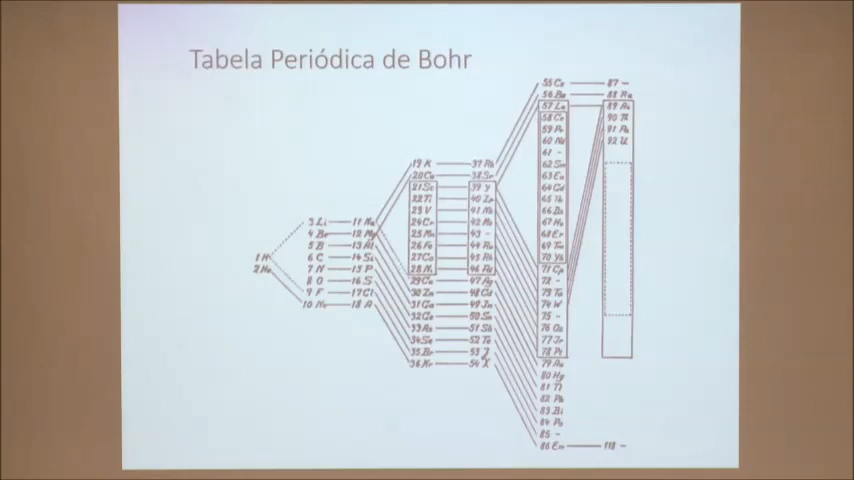 Tabela Periódica de Bohr
55 Cs 87 -
56 Ba 88 Ra
57 La 89 Ac
58 Ce 90 Th
59 Pr 91 Pa
60 Nd 92 U
61 -
62 Sm
63 Eu
64 Gd
65 Tb
66 Ds
67 Ho
68 Er
69 Tu
70 Yb
71 Cp
72 -
73 Ta
74 W
75 -
76 Os
77 Ir
78 Pt
79 Au
80 Hg
81 Tl
82 Pb
83 Bi
84 Po
85 -
86 Em 118 -
19 K 37 Rb
20 Ca 38 Sr
21 Sc 39 Y
22 Ti 40 Zr
23 V 41 Nb
24 Cr 42 Mo
25 Mn 43 -
26 Fe 44 Ru
27 Co 45 Rh
28 Ni 46 Pd
29 Cu 47 Ag
30 Zn 48 Cd
31 Ga 49 Jn
32 Ge 50 Sn
33 As 51 Sb
34 Se 52 Te
35 Br 53 J
36 Kr 54 X
3 Li 11 Na
4 Be 12 Mg
5 B 13 Al
6 C 14 Si
7 N 15 P
8 O 16 S
9 F 17 Cl
10 Ne 18 A
1 H
2 He